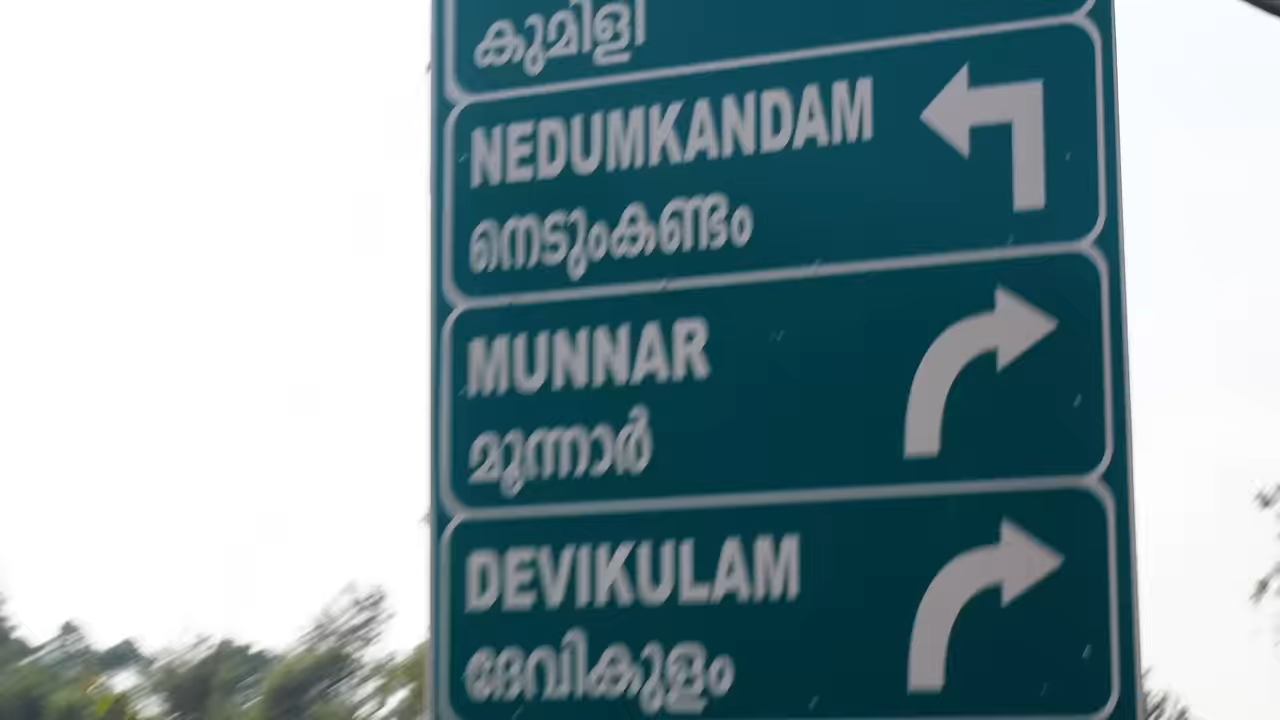 കുമിളി
NEDUMKANDAM
നെടുംകണ്ടം
MUNNAR
മൂന്നാർ
DEVIKULAM
ദേവികുളം